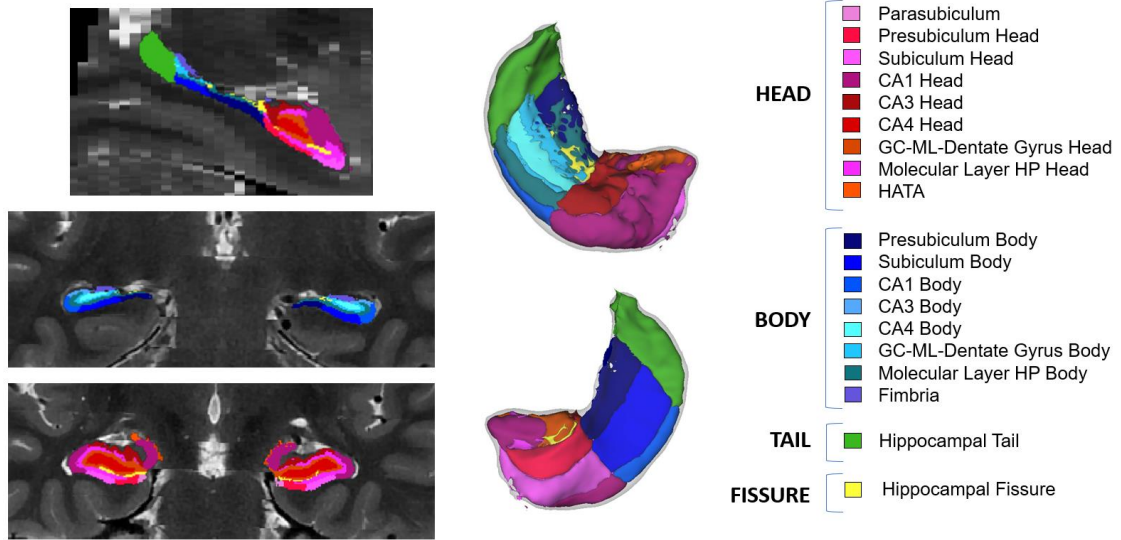 HEAD
Parasubiculum
Presubiculum Head
Subiculum Head
CA1 Head
CA3 Head
CA4 Head
GC-ML-Dentate Gyrus Head
Molecular Layer HP Head
HATA
BODY
Presubiculum Body
Subiculum Body
CA1 Body
CA3 Body
CA4 Body
GC-ML-Dentate Gyrus Body
Molecular Layer HP Body
Fimbria
TAIL
Hippocampal Tail
FISSURE
Hippocampal Fissure